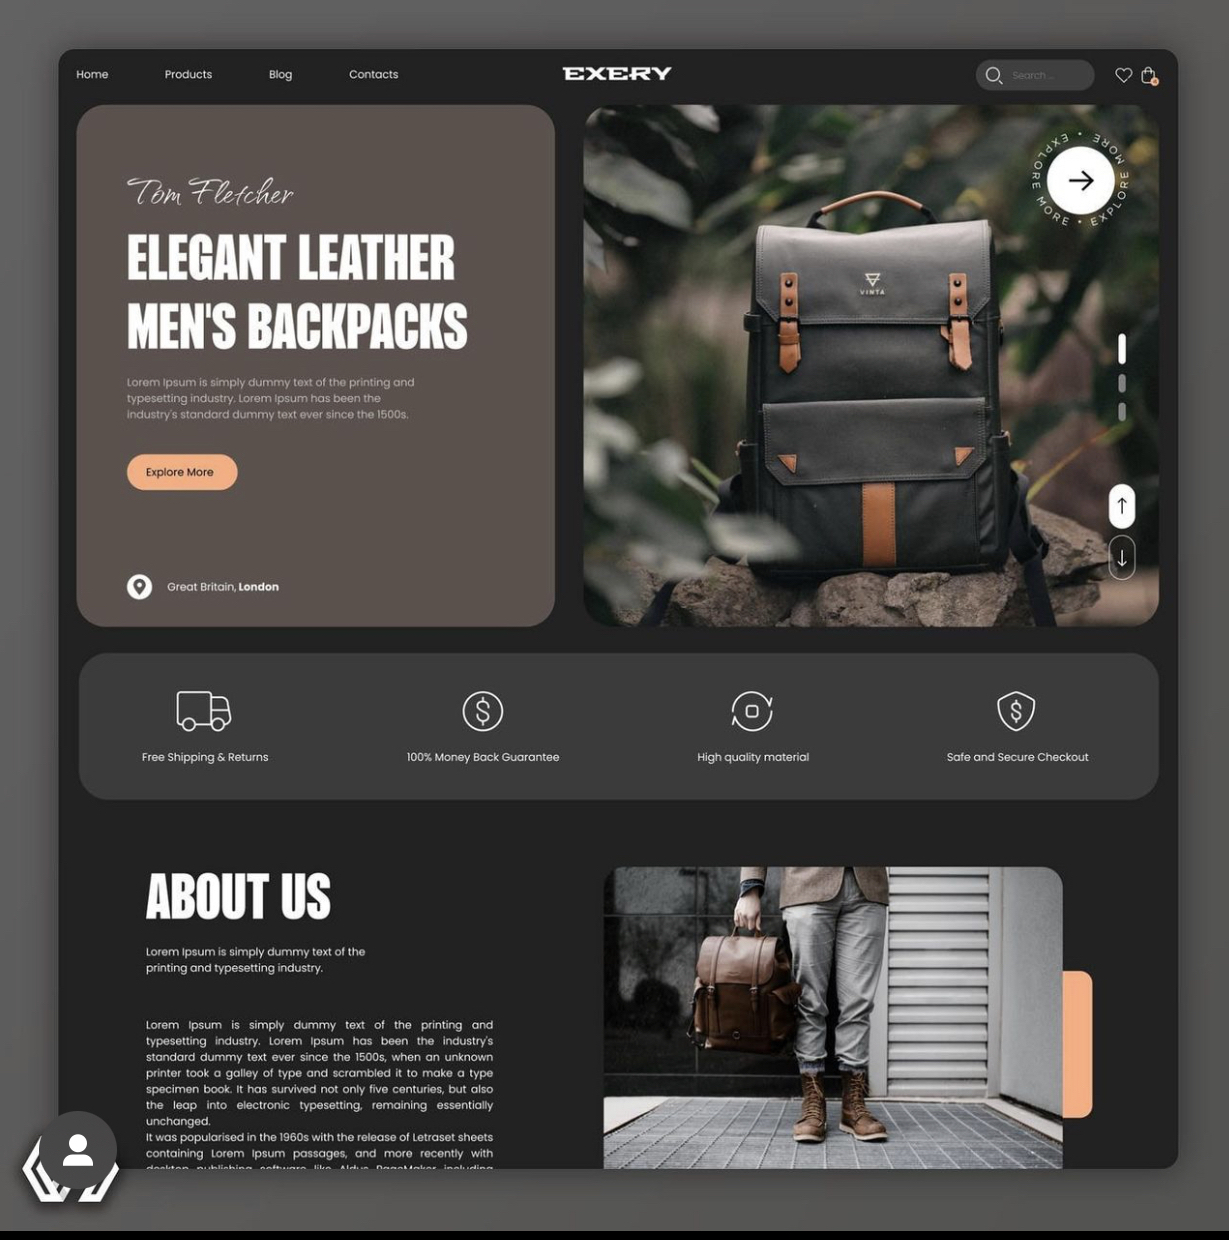 Home
Products
Blog
Contacts
EXERY
Search...
Tom Fletcher
ELEGANT LEATHER
MEN'S BACKPACKS
Lorem Ipsum is simply dummy text of the printing and
typesetting industry. Lorem Ipsum has been the
industry's standard dummy text ever since the 1500s.
Explore More
Great Britain, London
EXPLORE MORE • EXPLORE MORE •
VINTA
Free Shipping & Returns
100% Money Back Guarantee
High quality material
Safe and Secure Checkout
ABOUT US
Lorem Ipsum is simply dummy text of the
printing and typesetting industry.
Lorem Ipsum is simply dummy text of the printing and
typesetting industry. Lorem Ipsum has been the industry's
standard dummy text ever since the 1500s, when an unknown
printer took a galley of type and scrambled it to make a type
specimen book. It has survived not only five centuries, but also
the leap into electronic typesetting, remaining essentially
unchanged.
It was popularised in the 1960s with the release of Letraset sheets
containing Lorem Ipsum passages, and more recently with
desktop publishing software like Aldus PageMaker including